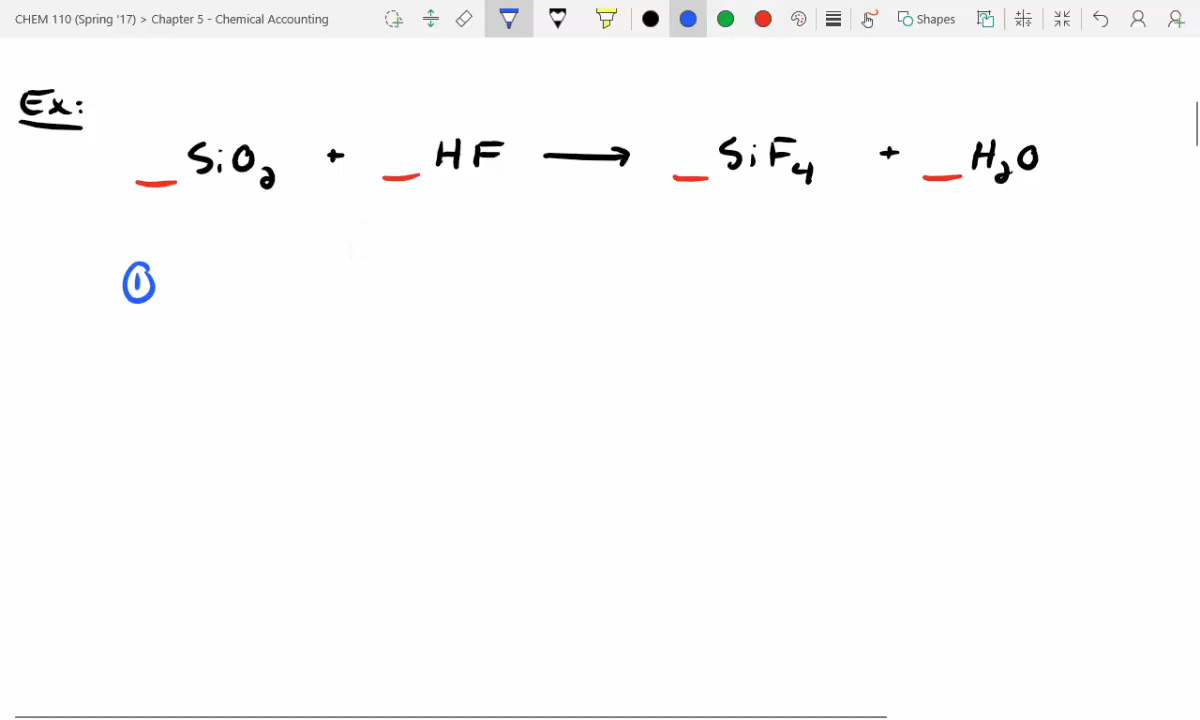 CHEM 110 (Spring '17) > Chapter 5 - Chemical Accounting Shapes
Ex:
_ SiO₂ + _ HF → _ SiF₄ + _ H₂O
①